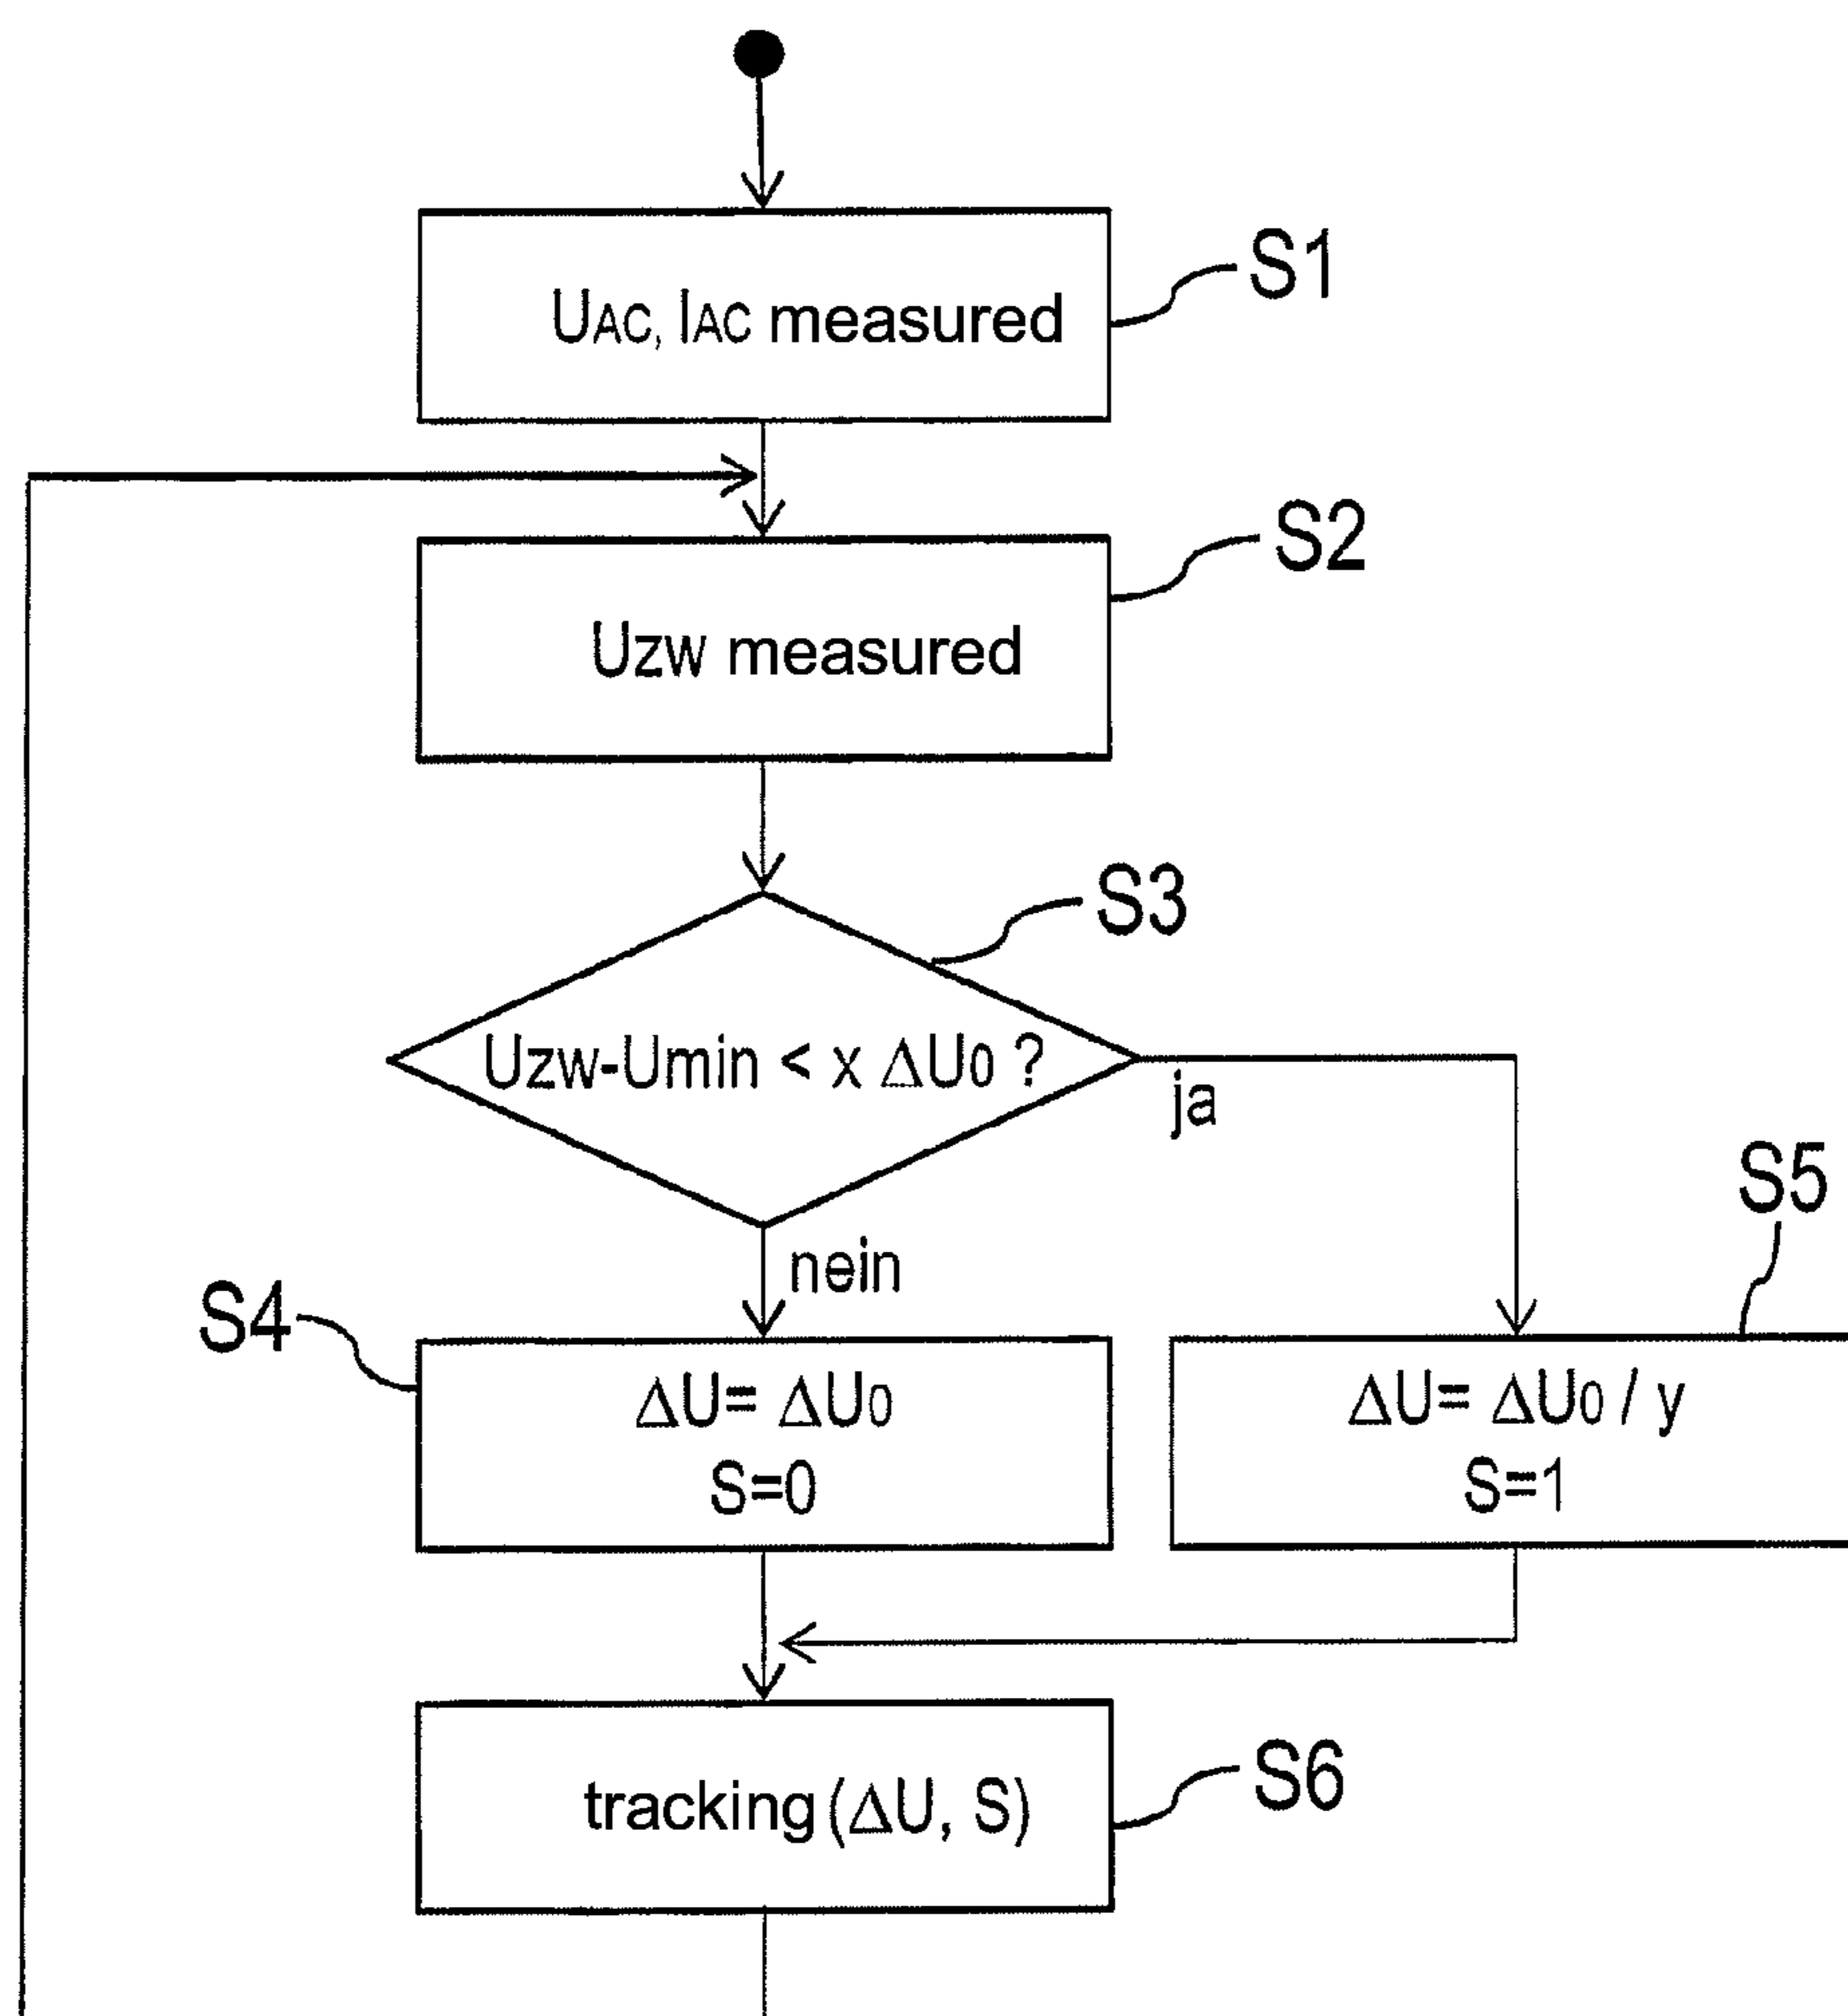 UAC, IAC measured
S1
Uzw measured
S2
S3
Uzw-Umin < x ΔU0 ?
ja
nein
S4
ΔU= ΔU0
S=0
S5
ΔU= ΔU0 / y
S=1
tracking (ΔU, S)
S6